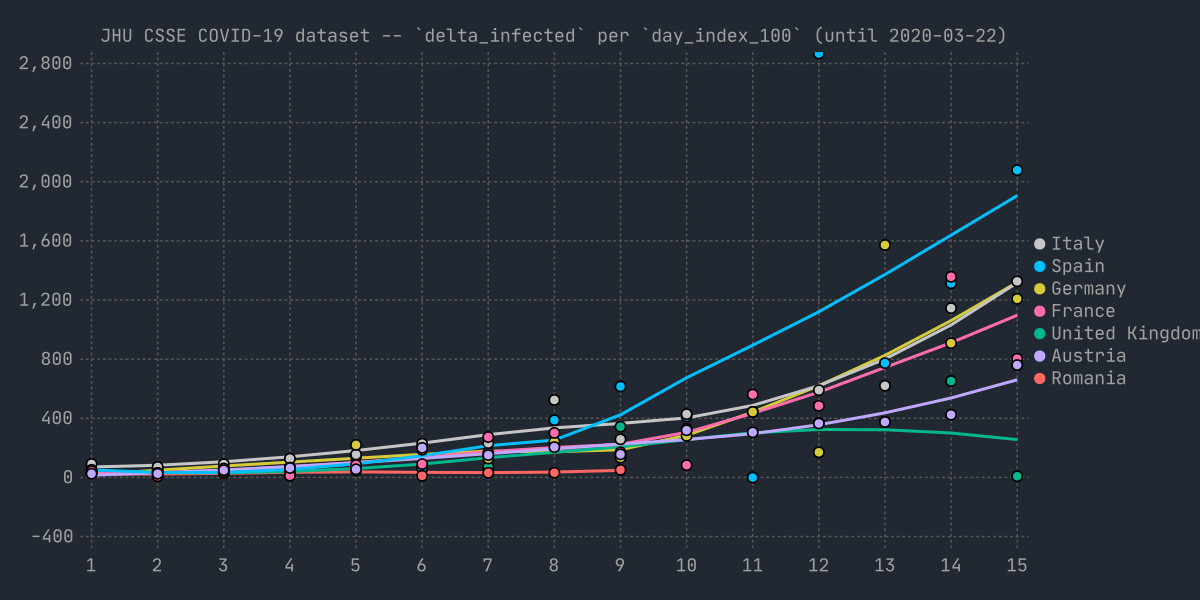 JHU CSSE COVID-19 dataset -- `delta_infected` per `day_index_100` (until 2020-03-22)
2,800
2,400
2,000
1,600
1,200
800
400
0
−400
1 2 3 4 5 6 7 8 9 10 11 12 13 14 15
Italy
Spain
Germany
France
United Kingdom
Austria
Romania